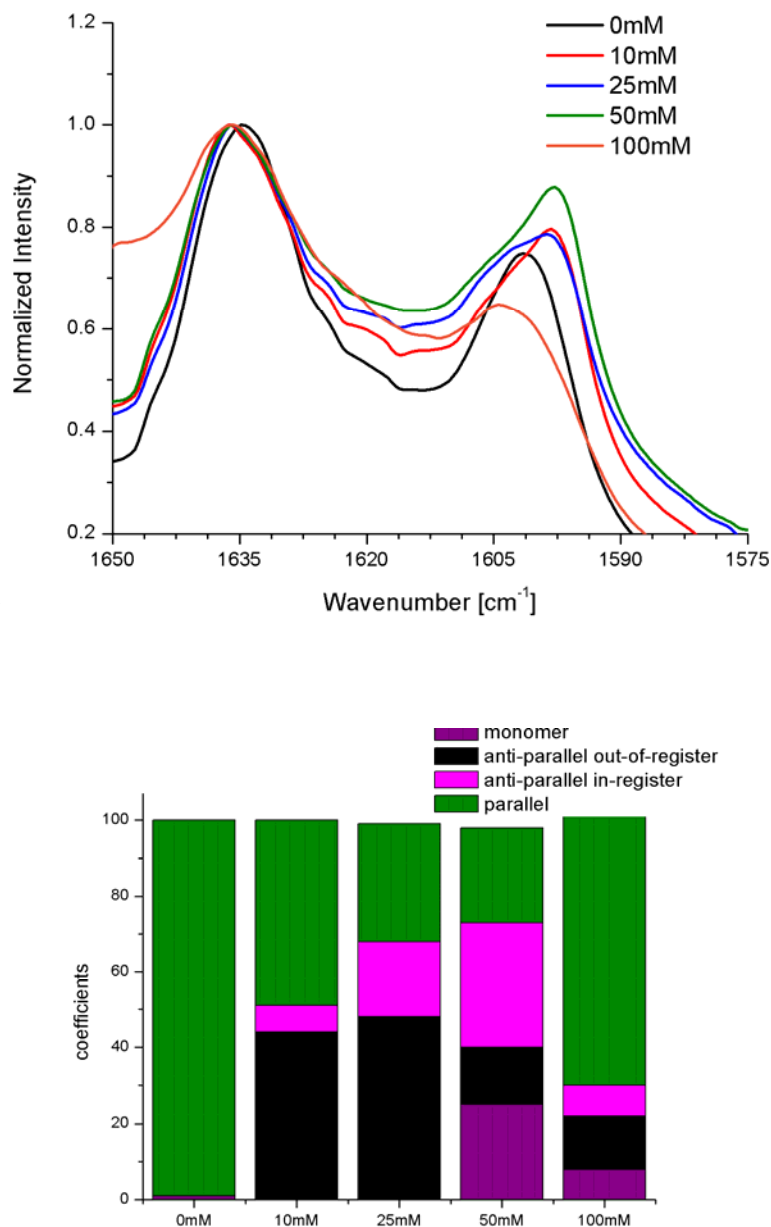 1.2
0mM
10mM
25mM
50mM
100mM
1.0
0.8
0.6
0.4
0.2
Normalized Intensity
1650 1635 1620 1605 1590 1575
Wavenumber [cm-1]
monomer
anti-parallel out-of-register
anti-parallel in-register
parallel
100
80
60
40
20
0
coefficients
0mM 10mM 25mM 50mM 100mM